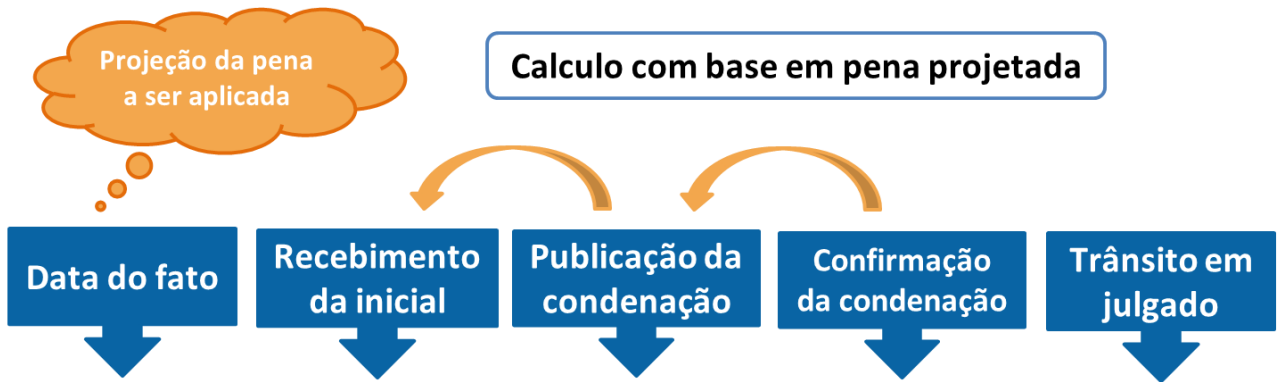 Projeção da pena
a ser aplicada
Calculo com base em pena projetada
Data do fato
Recebimento
da inicial
Publicação da
condenação
Confirmação
da condenação
Trânsito em
julgado